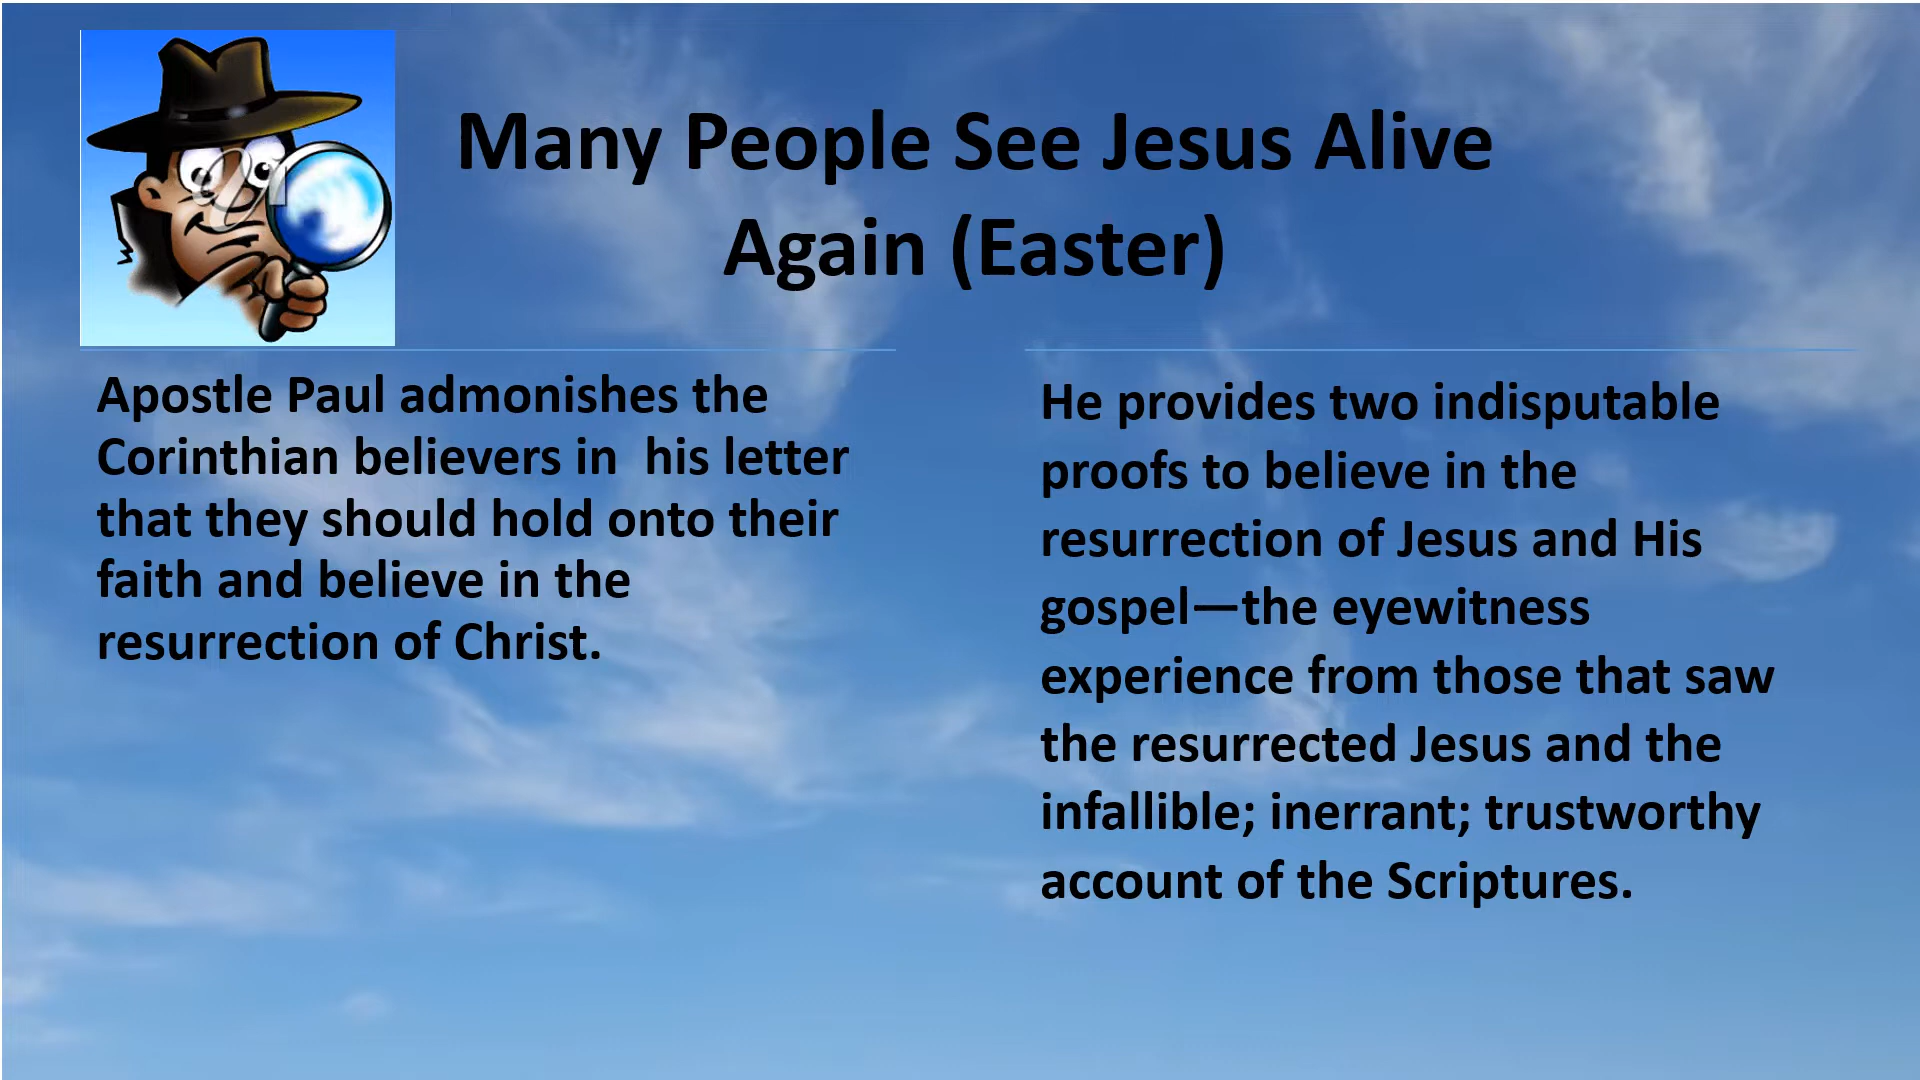 Many People See Jesus Alive
Again (Easter)
Apostle Paul admonishes the
Corinthian believers in  his letter
that they should hold onto their
faith and believe in the
resurrection of Christ.
He provides two indisputable
proofs to believe in the
resurrection of Jesus and His
gospel—the eyewitness
experience from those that saw
the resurrected Jesus and the
infallible; inerrant; trustworthy
account of the Scriptures.